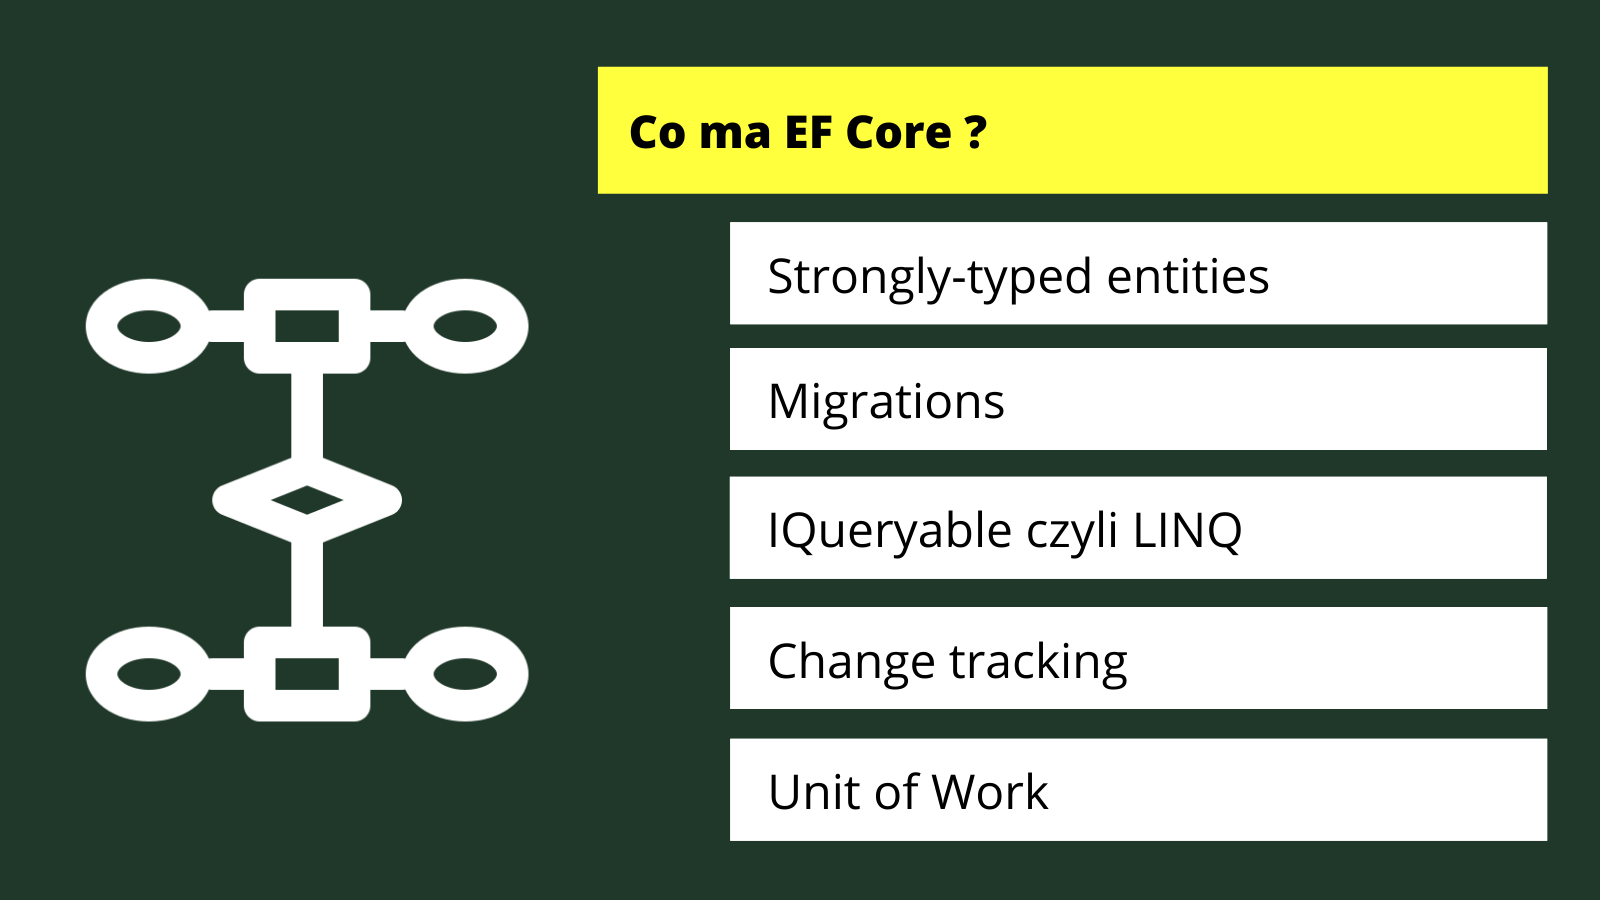 Co ma EF Core ?
Strongly-typed entities
Migrations
IQueryable czyli LINQ
Change tracking
Unit of Work